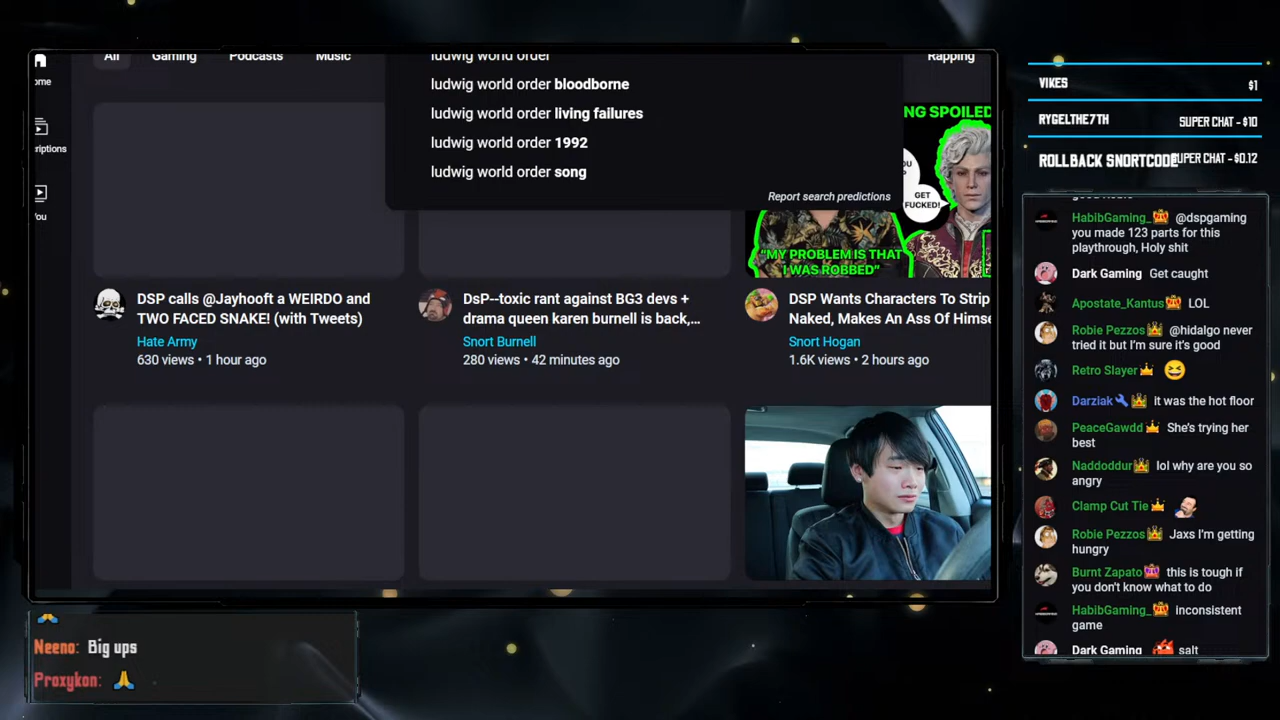 ome
riptions
You
All
Gaming
Podcasts
Music
Rapping
ludwig world order
ludwig world order bloodborne
ludwig world order living failures
ludwig world order 1992
ludwig world order song
Report search predictions
NG SPOILED
GET
FUCKED!
"MY PROBLEM IS THAT
I WAS ROBBED"
DSP calls @Jayhooft a WEIRDO and
TWO FACED SNAKE! (with Tweets)
Hate Army
630 views • 1 hour ago
DsP--toxic rant against BG3 devs +
drama queen karen burnell is back,...
Snort Burnell
280 views • 42 minutes ago
DSP Wants Characters To Strip
Naked, Makes An Ass Of Himse
Snort Hogan
1.6K views • 2 hours ago
VIKES
$1
RYGELTHE7TH
SUPER CHAT - $10
ROLLBACK SNORTCODE
UPER CHAT - $0.12
HabibGaming_ @dspgaming
you made 123 parts for this
playthrough, Holy shit
Dark Gaming Get caught
Apostate_Kantus LOL
Robie Pezzos @hidalgo never
tried it but I'm sure it's good
Retro Slayer
Darziak it was the hot floor
PeaceGawdd She's trying her
best
Naddoddur lol why are you so
angry
Clamp Cut Tie
Robie Pezzos Jaxs I'm getting
hungry
Burnt Zapato this is tough if
you don't know what to do
HabibGaming_ inconsistent
game
Dark Gaming salt
Neeno: Big ups
Proxykon: